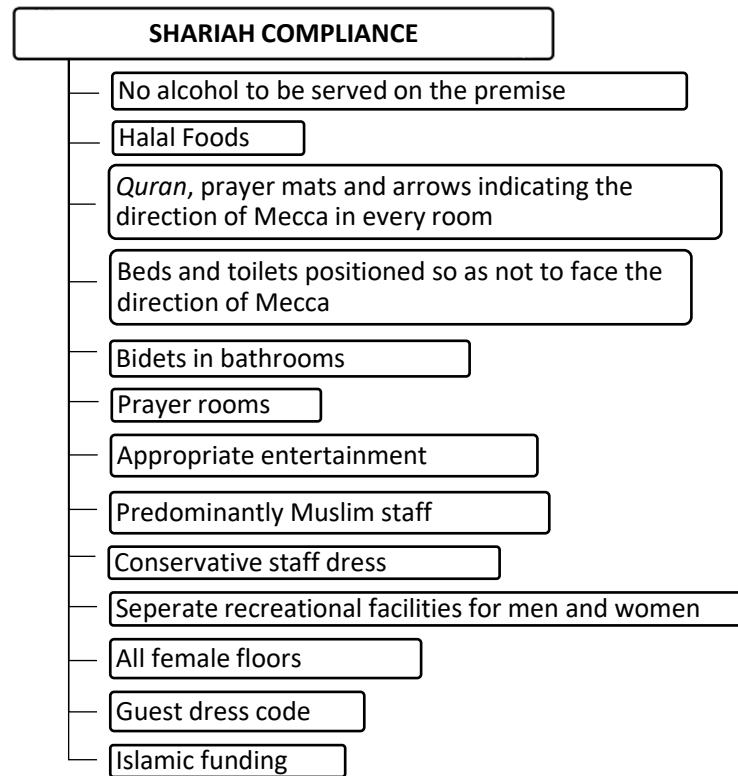 SHARIAH COMPLIANCE
No alcohol to be served on the premise
Halal Foods
Quran, prayer mats and arrows indicating the
direction of Mecca in every room
Beds and toilets positioned so as not to face the
direction of Mecca
Bidets in bathrooms
Prayer rooms
Appropriate entertainment
Predominantly Muslim staff
Conservative staff dress
Seperate recreational facilities for men and women
All female floors
Guest dress code
Islamic funding